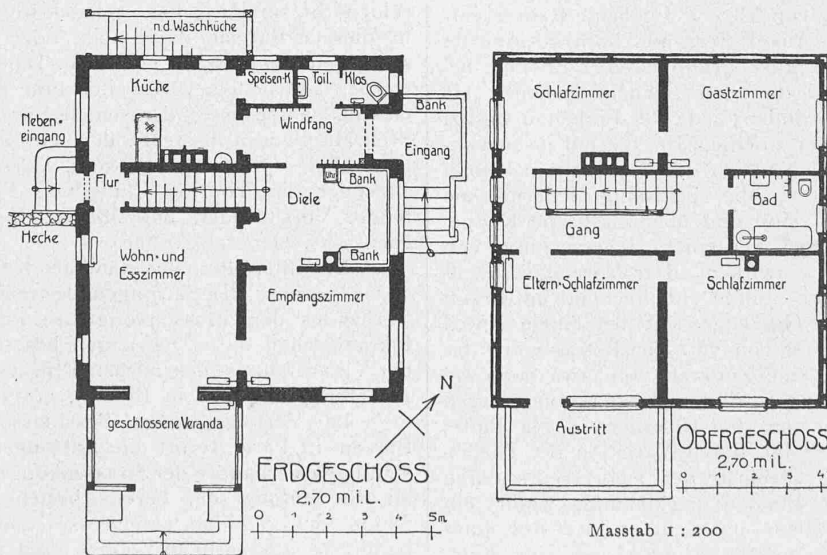 n.d.Waschküche
Küche
Speisen-K.
Toil.
Klos.
Bank
Neben=
eingang
Windfang
Eingang
Flur
Uhr
Bank
Diele
Hecke
Wohn- und
Esszimmer
Bank
Empfangszimmer
N
geschlossene Veranda
ERDGESCHOSS
2,70 m i L.
0 1 2 4 5m
Schlafzimmer
Gastzimmer
Bad
Gang
Eltern-Schlafzimmer
Schlafzimmer
Austritt
OBERGESCHOSS
2,70 m i L.
0 1 2 3 4
Masstab 1 : 200